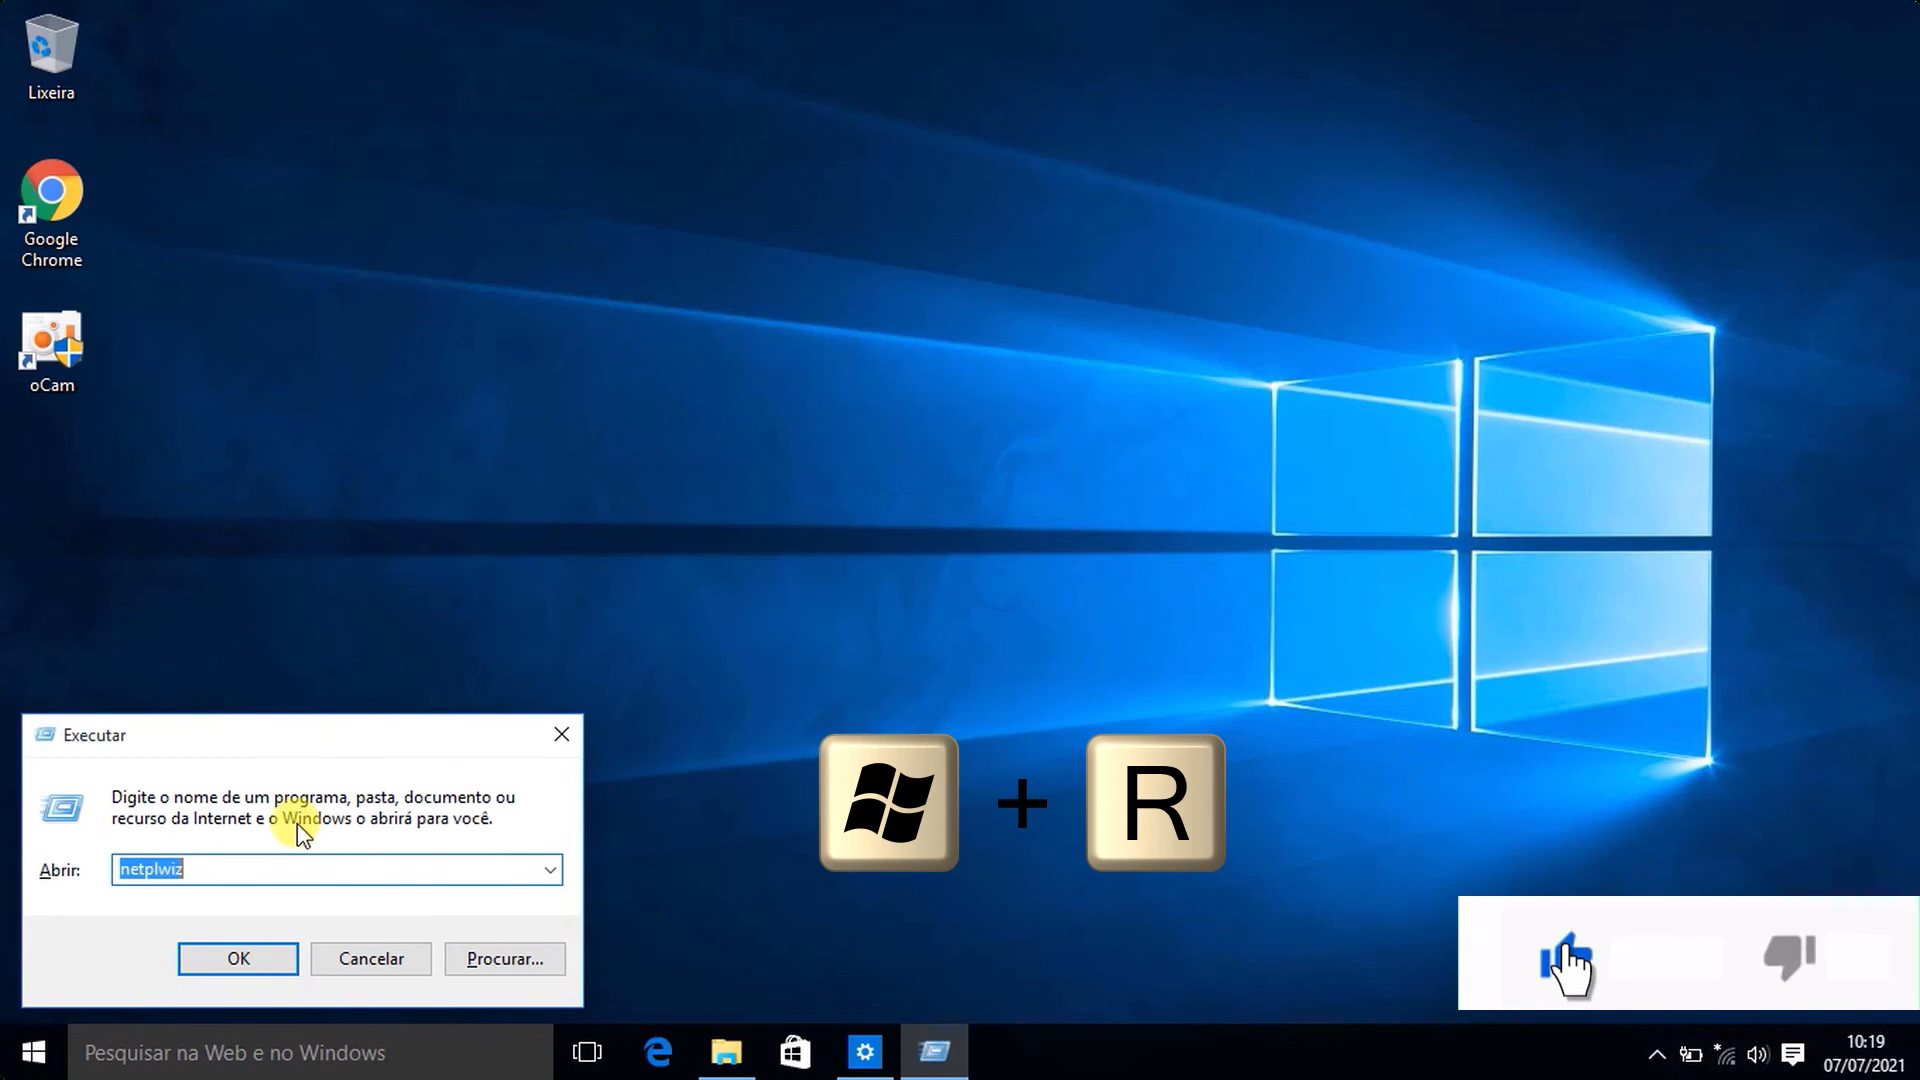 Lixeira
Google
Chrome
oCam
Executar
Digite o nome de um programa, pasta, documento ou
recurso da Internet e o Windows o abrirá para você.
Abrir:
netplwiz
OK
Cancelar
Procurar...
+
R
Pesquisar na Web e no Windows
10:19
07/07/2021